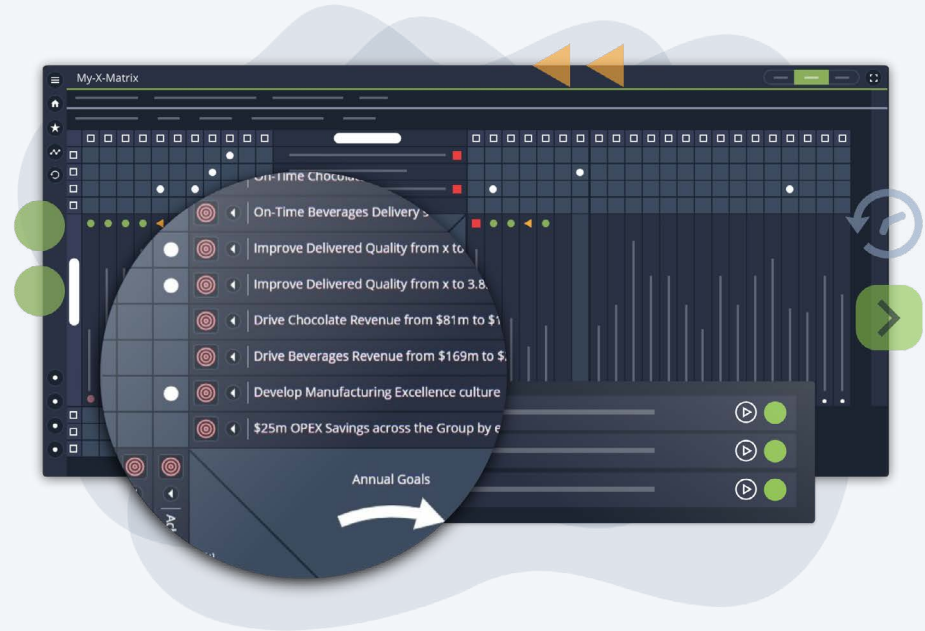 My-X-Matrix
On-Time
On-Time Beverages Delivery
Improve Delivered Quality from x to
Improve Delivered Quality from x to 3.8
Drive Chocolate Revenue from $81m to
Drive Beverages Revenue from $169m to
Develop Manufacturing Excellence culture
$25m OPEX Savings across the Group by
Annual Goals